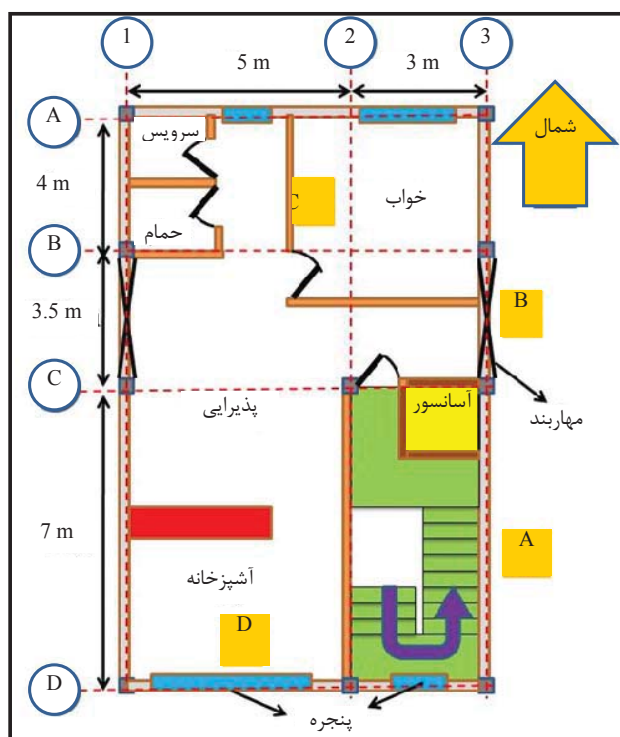 1
2
3
5 m
3 m
A
سرویس
شمال
4 m
C
خواب
حمام
B
3.5 m
B
C
آسانسور
پذیرایی
مهاربند
7 m
A
آشپزخانه
D
D
پنجره